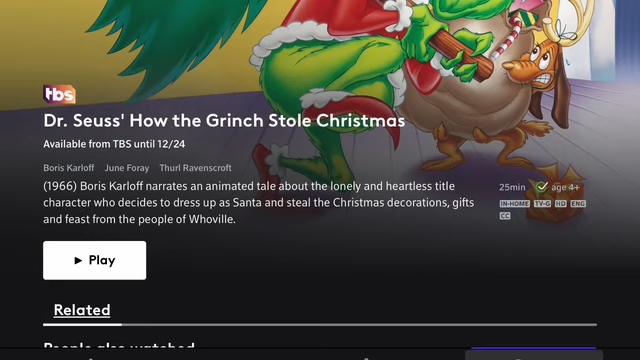 tbs
Dr. Seuss' How the Grinch Stole Christmas
Available from TBS until 12/24
Boris Karloff June Foray Thurl Ravenscroft
(1966) Boris Karloff narrates an animated tale about the lonely and heartless title
character who decides to dress up as Santa and steal the Christmas decorations, gifts
and feast from the people of Whoville.
25min age 4+
IN-HOME TV-G HD ENG
CC
Play
Related
People also watched